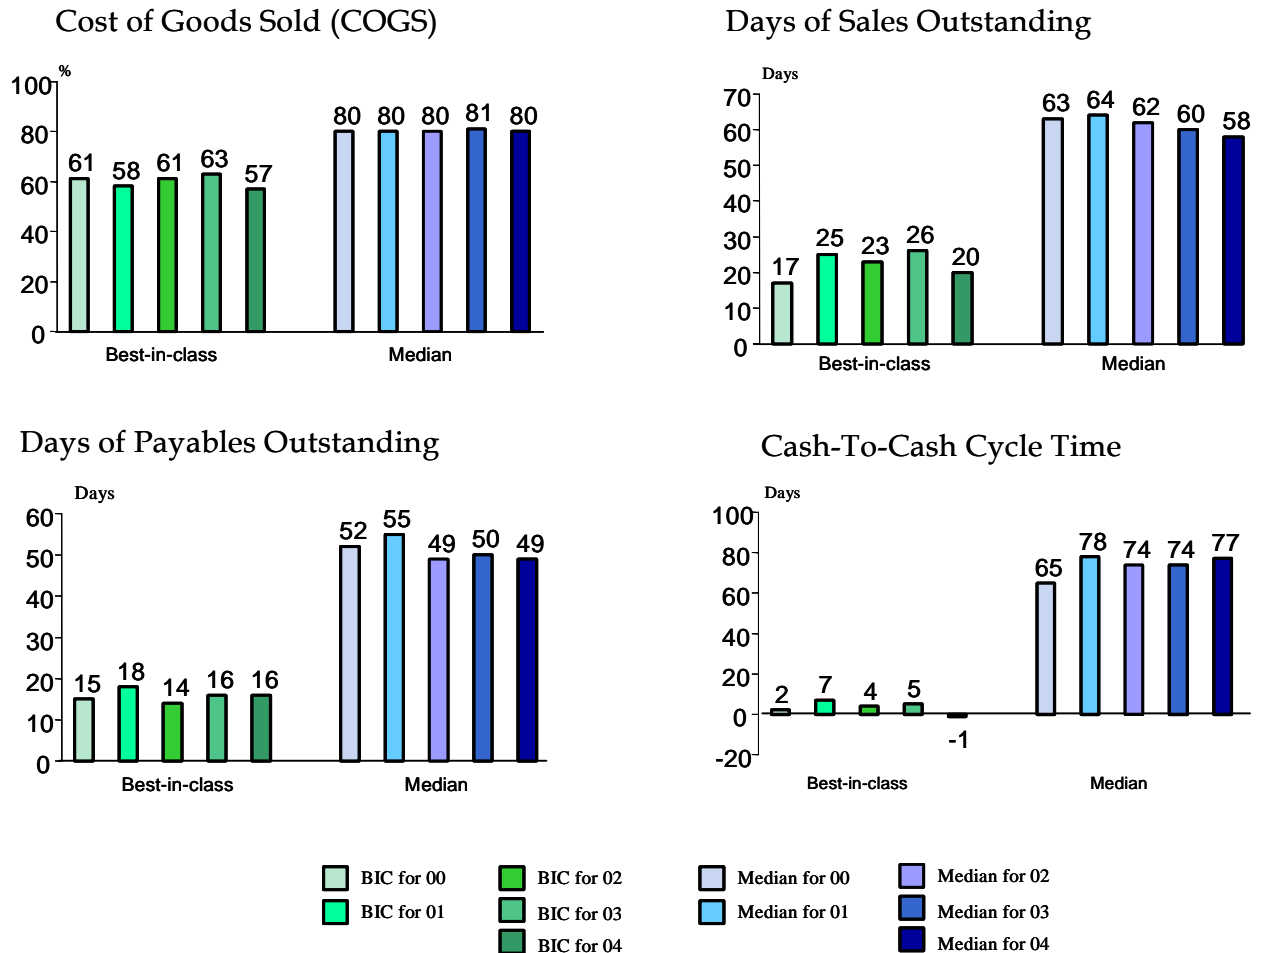 Cost of Goods Sold (COGS)
%
100
80
60
40
20
0
61
58
61
63
57
80
80
80
81
80
Best-in-class
Median
Days of Sales Outstanding
Days
70
60
50
40
30
20
10
0
17
25
23
26
20
63
64
62
60
58
Best-in-class
Median
Days of Payables Outstanding
Days
60
50
40
30
20
10
0
15
18
14
16
16
52
55
49
50
49
Best-in-class
Median
Cash-To-Cash Cycle Time
Days
100
80
60
40
20
0
-20
2
7
4
5
-1
65
78
74
74
77
Best-in-class
Median
BIC for 00
BIC for 01
BIC for 02
BIC for 03
BIC for 04
Median for 00
Median for 01
Median for 02
Median for 03
Median for 04